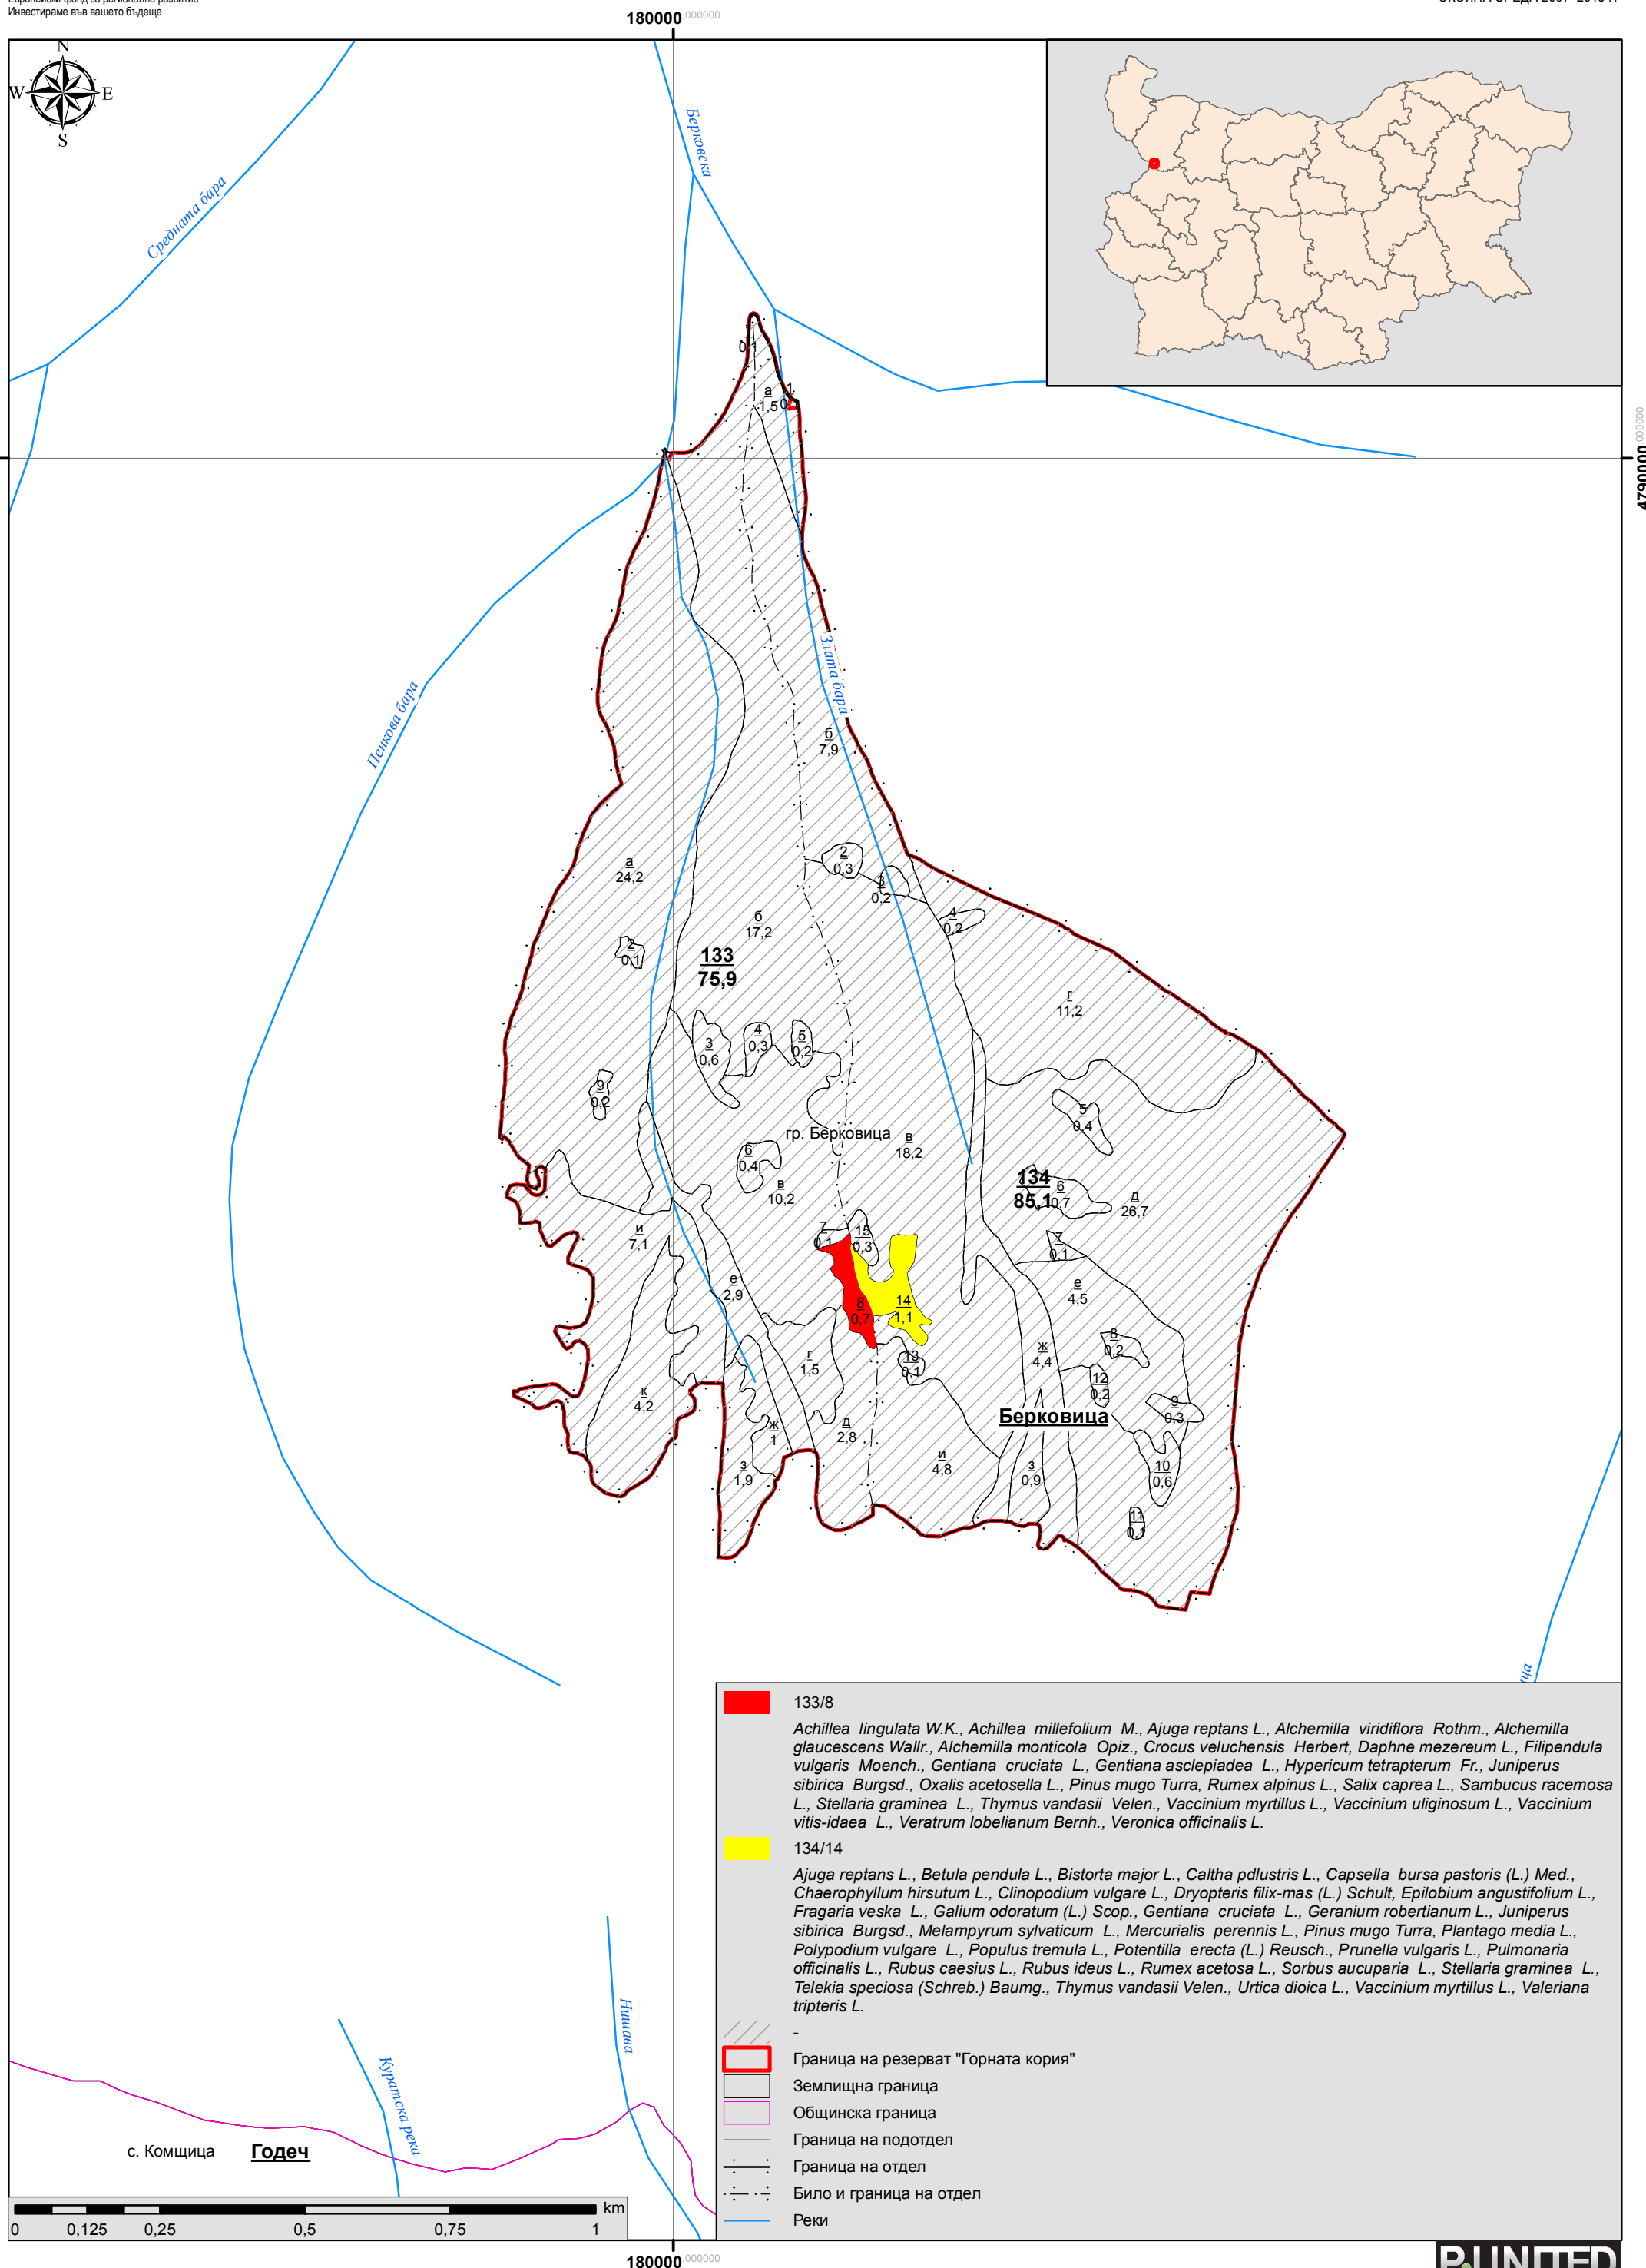 Инвестираме във вашето бъдеще
180000,000000
N
W
E
S
Средната бара
Берковска
4790000,000000
0,1
а
1,5
1
Злата бара
Пенкова бара
б
7,9
2
0,3
3
0,2
4
0,2
а
24,2
б
17,2
133
75,9
2
0,1
г
11,2
3
0,6
4
0,3
5
0,2
9
0,2
5
0,4
гр. Берковица
в
18,2
6
0,4
в
10,2
134
85,1
6
0,7
д
26,7
и
7,1
7
0,1
15
0,3
7
0,1
е
2,9
е
4,5
8
0,7
14
1,1
8
0,2
г
1,5
13
0,1
ж
4,4
12
0,2
к
4,2
9
0,3
Берковица
ж
1
д
2,8
и
4,8
з
1,9
з
0,9
10
0,6
11
0,1
133/8
Achillea lingulata W.K., Achillea millefolium M., Ajuga reptans L., Alchemilla viridiflora Rothm., Alchemilla
glaucescens Wallr., Alchemilla monticola Opiz., Crocus veluchensis Herbert, Daphne mezereum L., Filipendula
vulgaris Moench., Gentiana cruciata L., Gentiana asclepiadea L., Hypericum tetrapterum Fr., Juniperus
sibirica Burgsd., Oxalis acetosella L., Pinus mugo Turra, Rumex alpinus L., Salix caprea L., Sambucus racemosa
L., Stellaria graminea L., Thymus vandasii Velen., Vaccinium myrtillus L., Vaccinium uliginosum L., Vaccinium
vitis-idaea L., Veratrum lobelianum Bernh., Veronica officinalis L.
134/14
Ajuga reptans L., Betula pendula L., Bistorta major L., Caltha pdlustris L., Capsella bursa pastoris (L.) Med.,
Chaerophyllum hirsutum L., Clinopodium vulgare L., Dryopteris filix-mas (L.) Schult, Epilobium angustifolium L.,
Fragaria veska L., Galium odoratum (L.) Scop., Gentiana cruciata L., Geranium robertianum L., Juniperus
sibirica Burgsd., Melampyrum sylvaticum L., Mercurialis perennis L., Pinus mugo Turra, Plantago media L.,
Polypodium vulgare L., Populus tremula L., Potentilla erecta (L.) Reusch., Prunella vulgaris L., Pulmonaria
officinalis L., Rubus caesius L., Rubus ideus L., Rumex acetosa L., Sorbus aucuparia L., Stellaria graminea L.,
Telekia speciosa (Schreb.) Baumg., Thymus vandasii Velen., Urtica dioica L., Vaccinium myrtillus L., Valeriana
tripteris L.
-
Граница на резерват "Горната кория"
Землищна граница
Общинска граница
Граница на подотдел
Граница на отдел
Било и граница на отдел
Реки
Нишава
Куратска река
с. Комщица
Годеч
km
0 0,125 0,25 0,5 0,75 1
180000,000000
P-UNITED